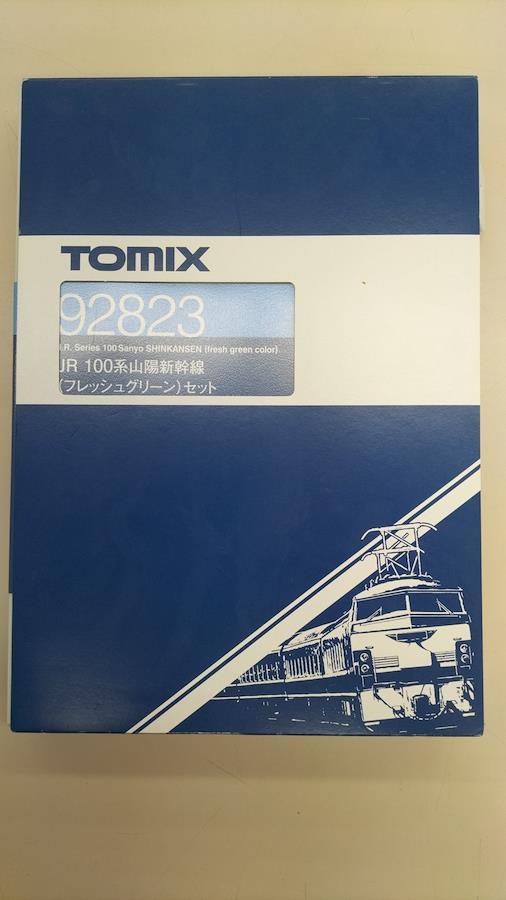 TOMIX
92823
J.R. Series 100 Sanyo SHINKANSEN (fresh green color)
JR 100系山陽新幹線
(フレッシュグリーン)セット